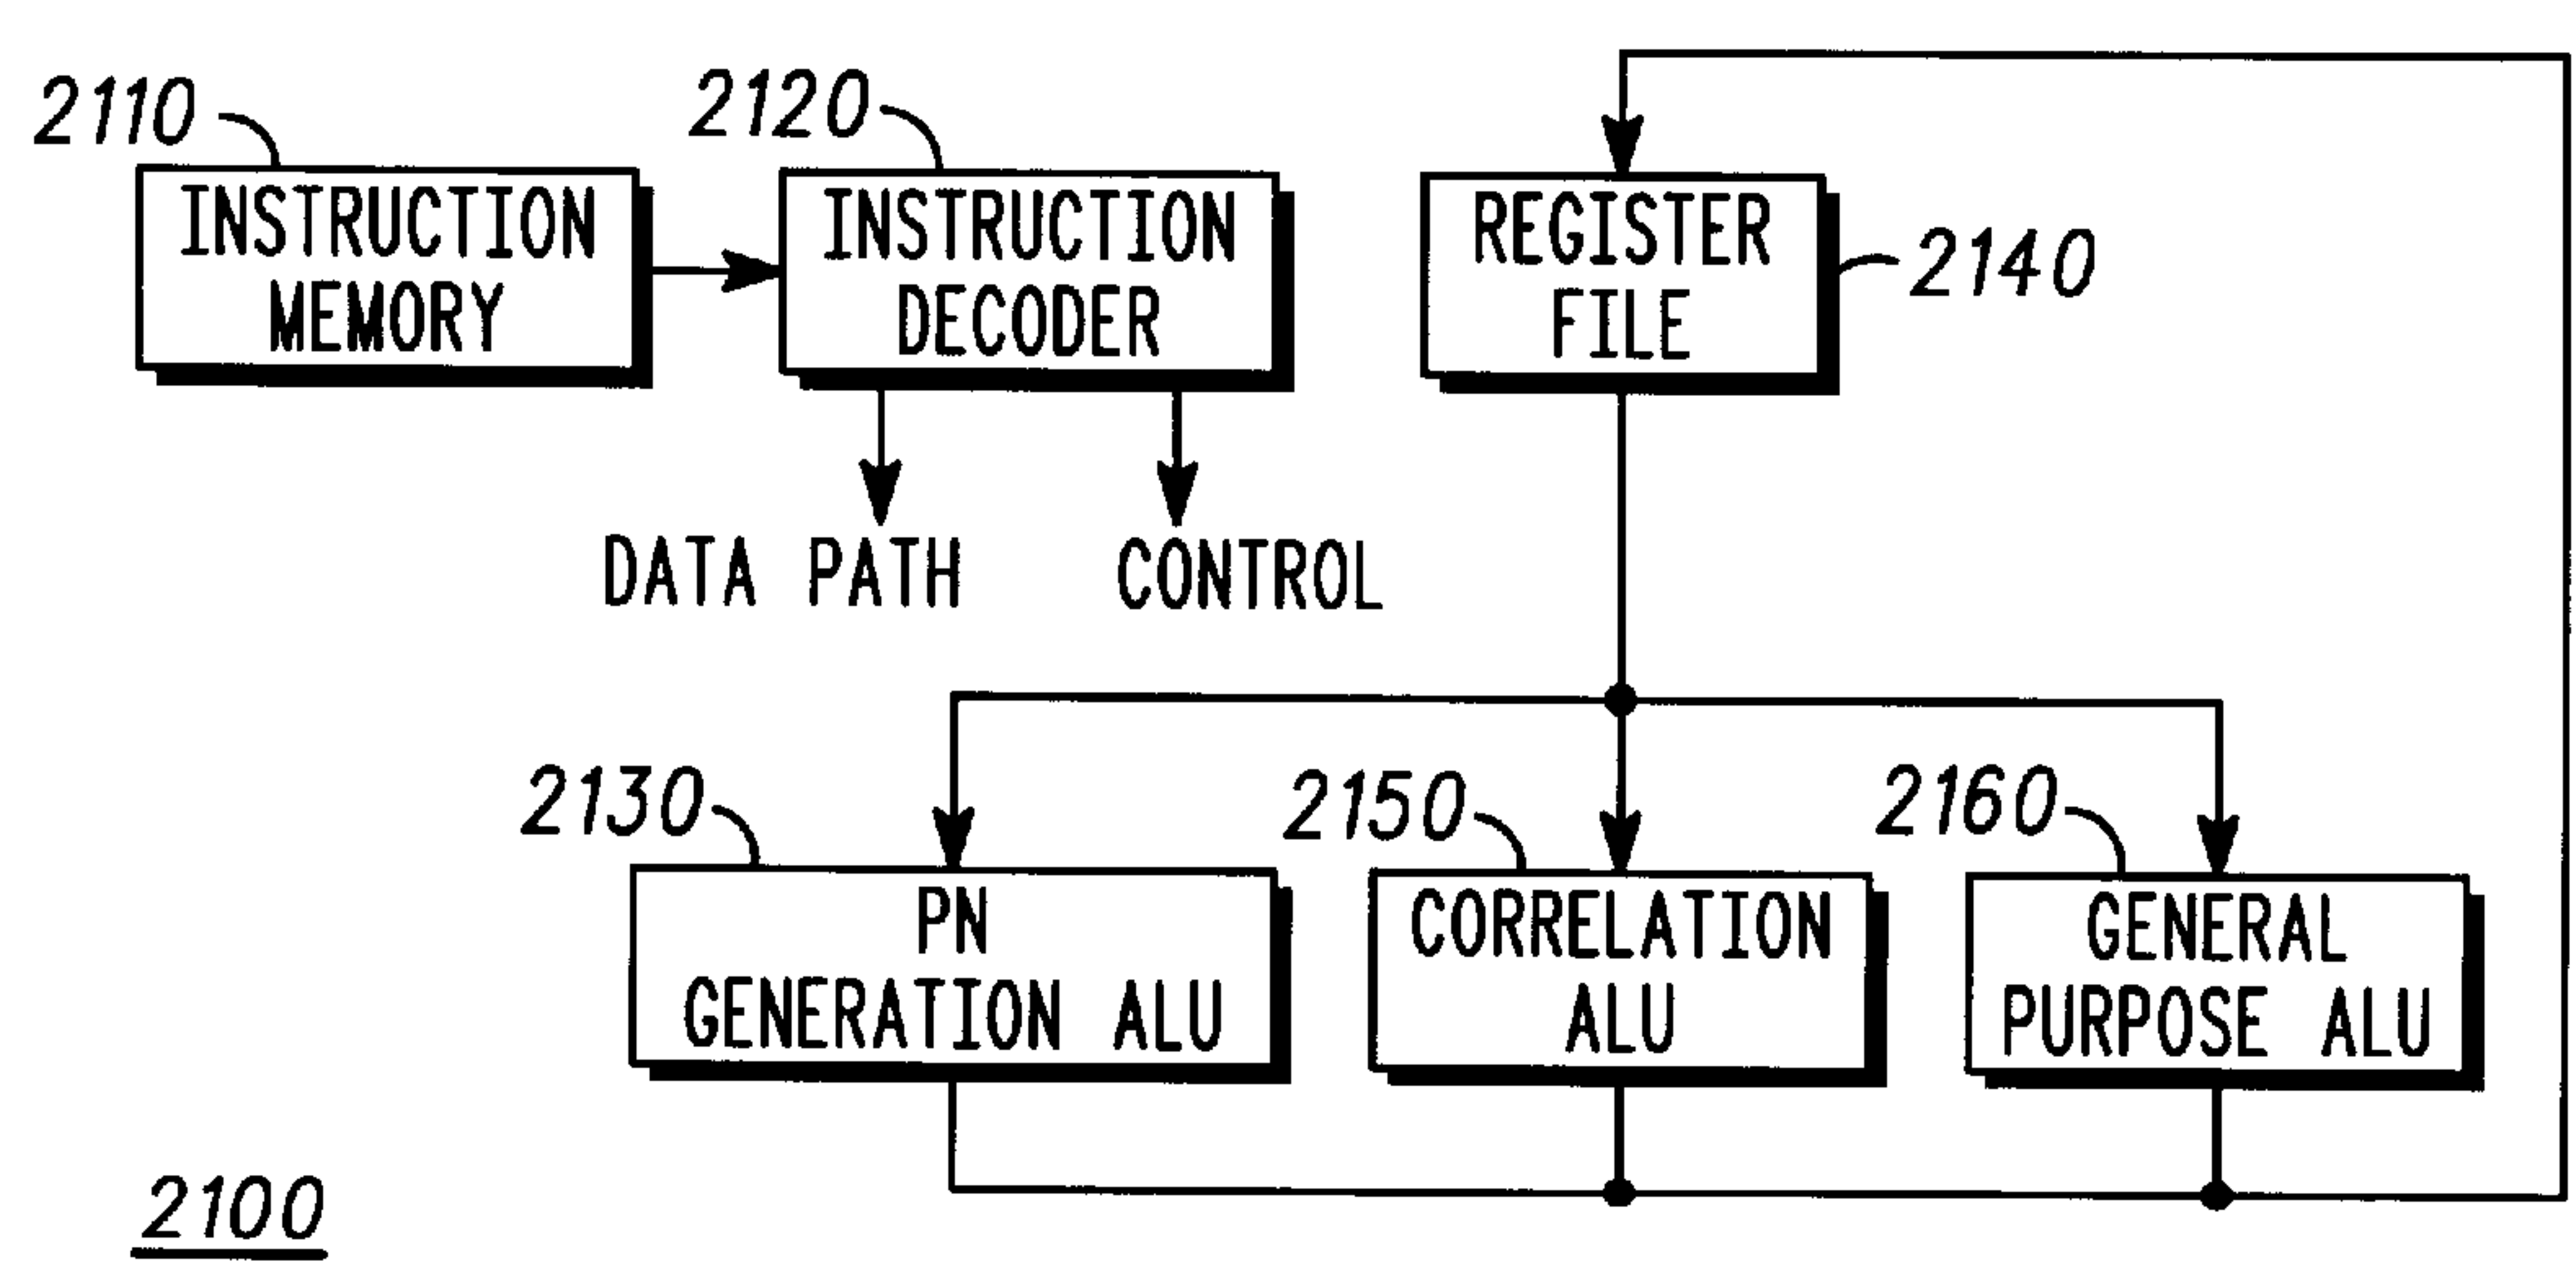 2110
INSTRUCTION
MEMORY
2120
INSTRUCTION
DECODER
REGISTER
FILE
2140
DATA PATH
CONTROL
2130
PN
GENERATION ALU
2150
CORRELATION
ALU
2160
GENERAL
PURPOSE ALU
2100